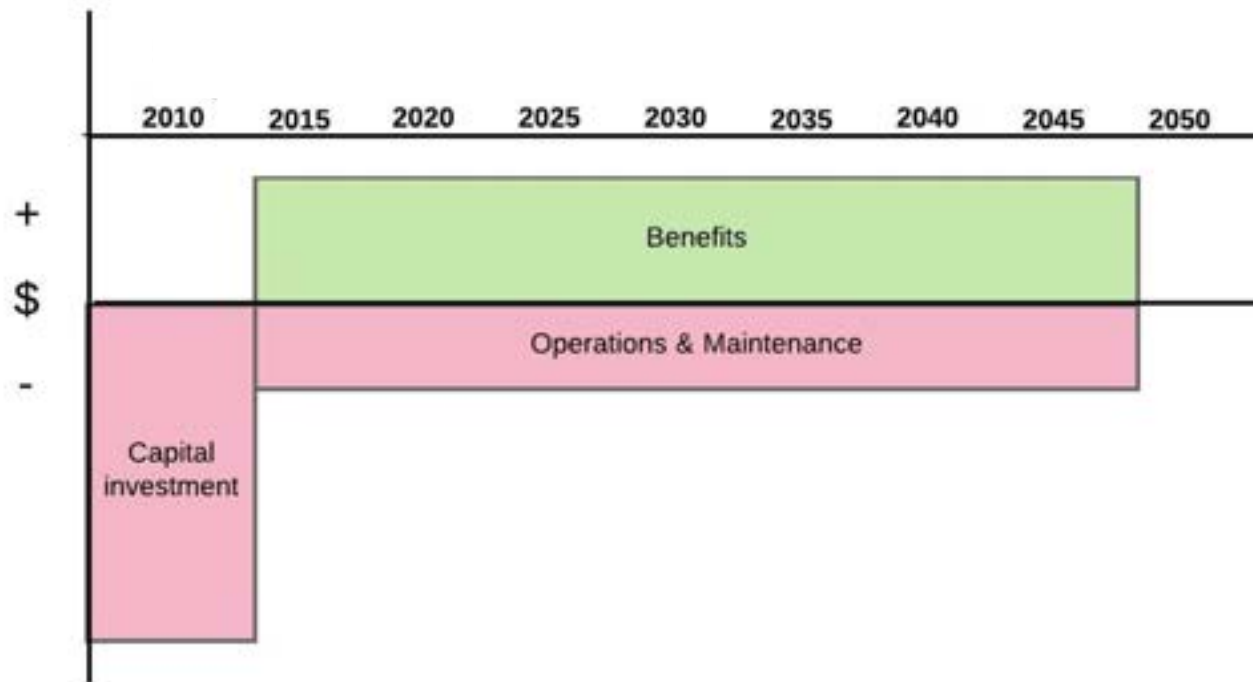 2010 2015 2020 2025 2030 2035 2040 2045 2050
+
Benefits
$
Operations & Maintenance
-
Capital
investment